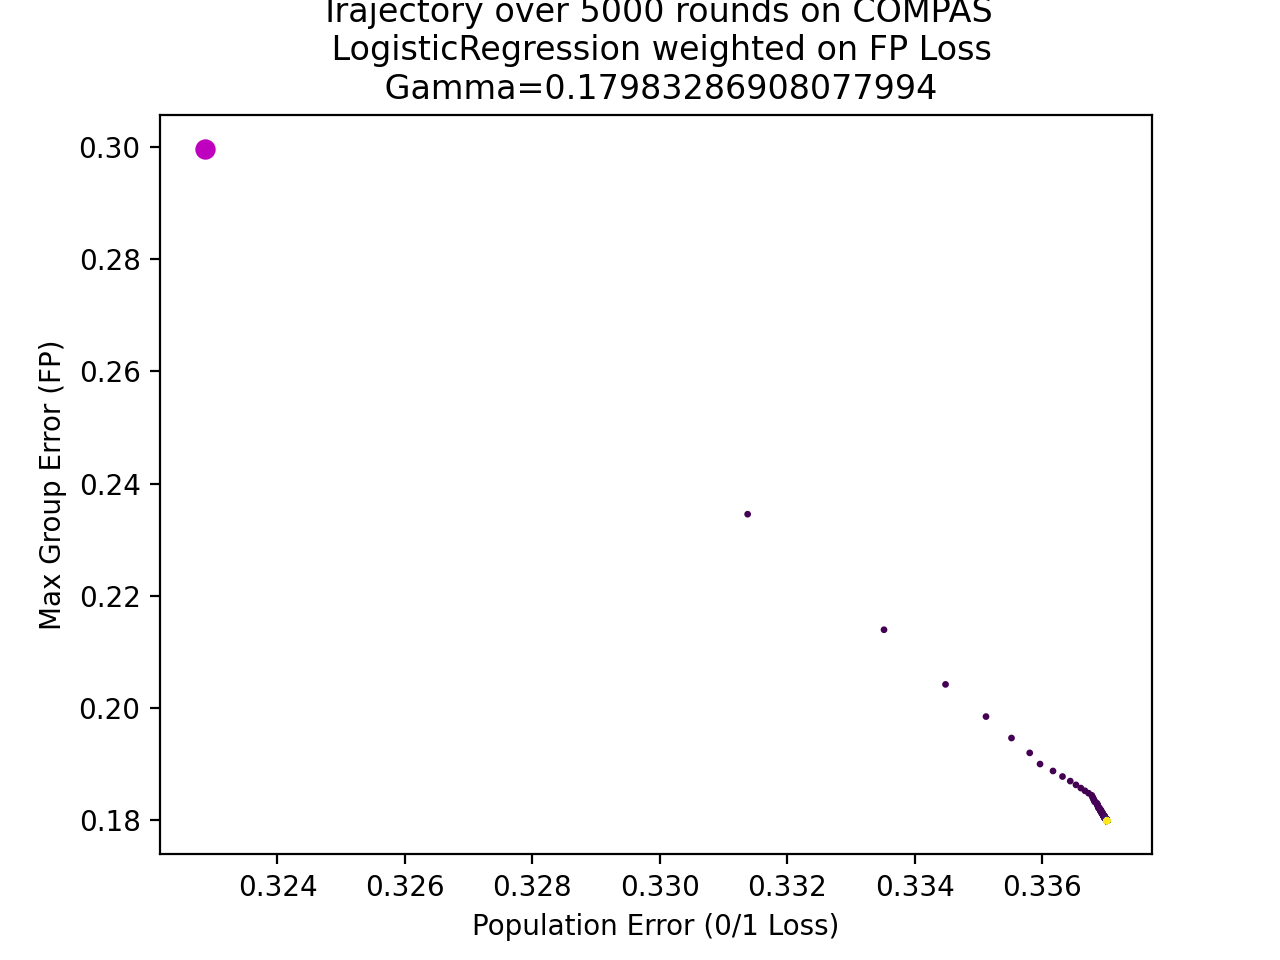 Trajectory over 5000 rounds on COMPAS
LogisticRegression weighted on FP Loss
Gamma=0.17983286908077994
0.30
0.28
0.26
0.24
0.22
0.20
0.18
Max Group Error (FP)
0.324 0.326 0.328 0.330 0.332 0.334 0.336
Population Error (0/1 Loss)